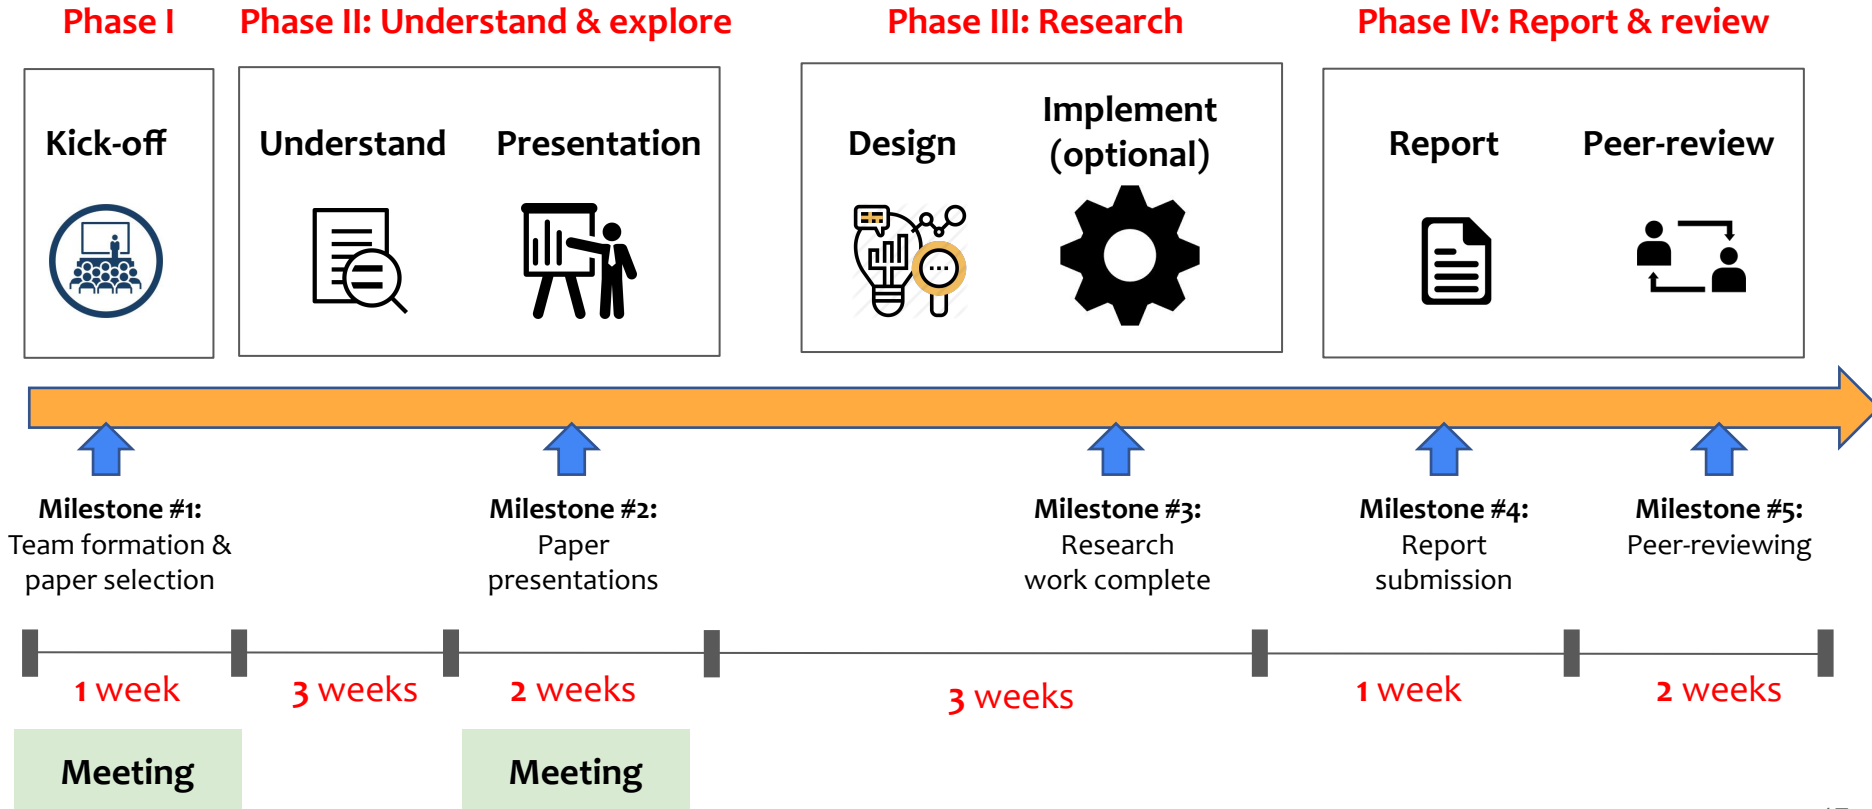 Phase I
Phase II: Understand & explore
Phase III: Research
Phase IV: Report & review
Kick-off
Understand
Presentation
Design
Implement
(optional)
Report
Peer-review
Milestone #1:
Team formation &
paper selection
Milestone #2:
Paper
presentations
Milestone #3:
Research
work complete
Milestone #4:
Report
submission
Milestone #5:
Peer-reviewing
1 week
3 weeks
2 weeks
3 weeks
1 week
2 weeks
Meeting
Meeting